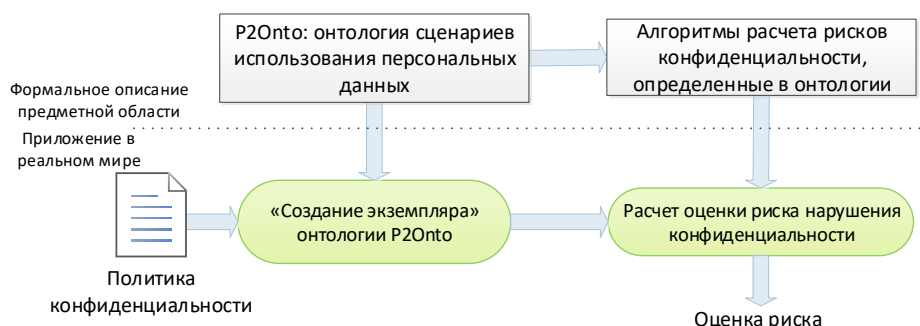 P2Onto: онтология сценариев
использования персональных
данных
Алгоритмы расчета рисков
конфиденциальности,
определенные в онтологии
Формальное описание
предметной области
Приложение в
реальном мире
«Создание экземпляра»
онтологии P2Onto
Расчет оценки риска нарушения
конфиденциальности
Политика
конфиденциальности
Оценка риска